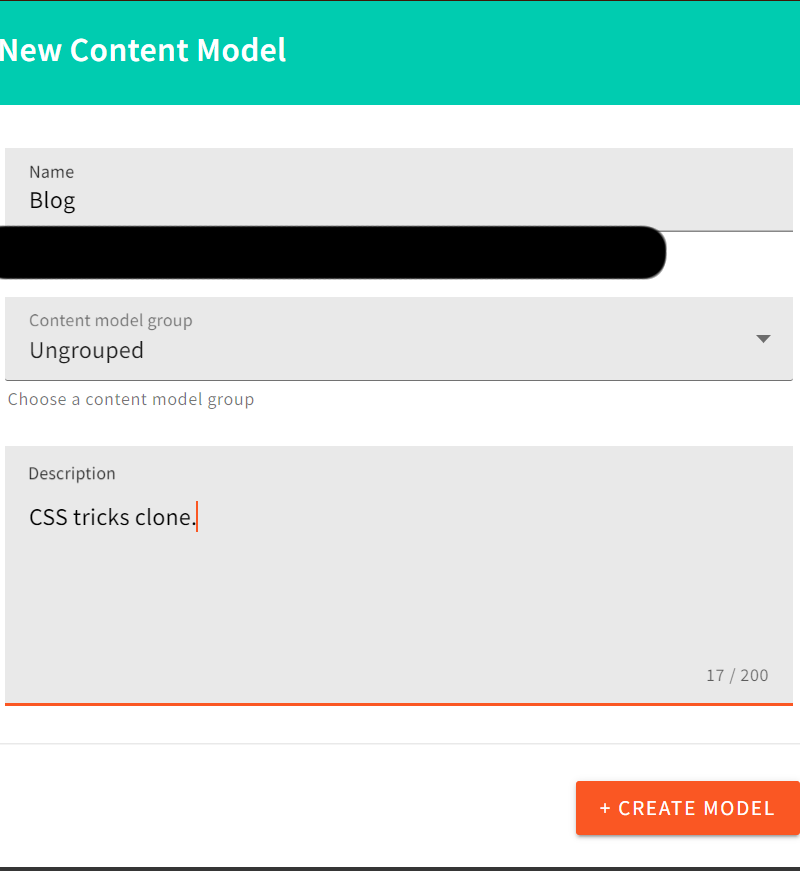 New Content Model
Name
Blog
Content model group
Ungrouped
Choose a content model group
Description
CSS tricks clone.
17 / 200
+ CREATE MODEL